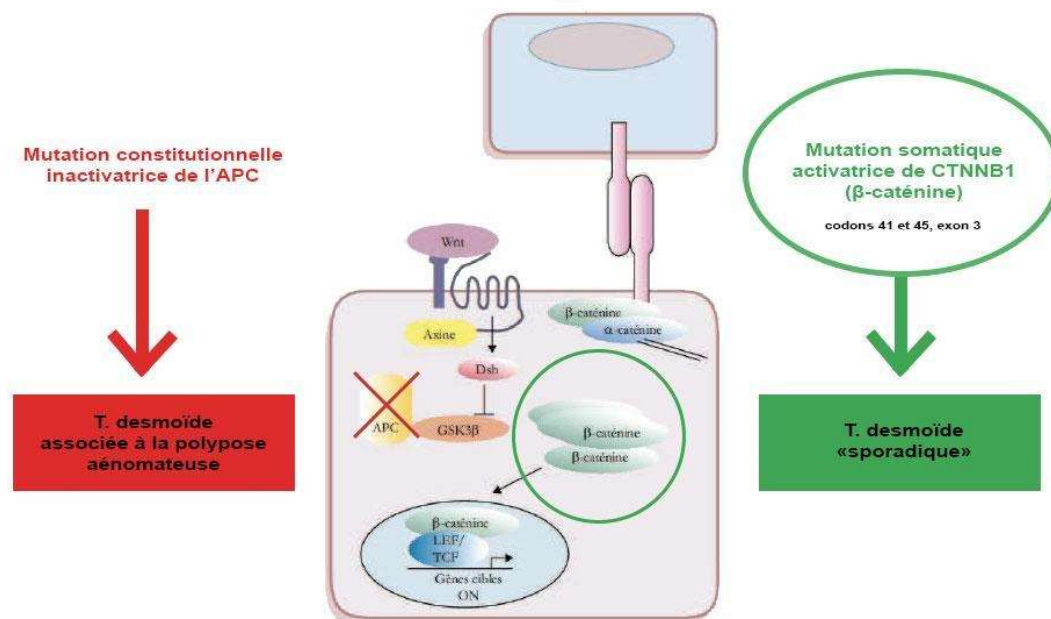 Mutation constitutionnelle
inactivatrice de l'APC
T. desmoïde
associée à la polypose
aénomateuse
Wnt
Axine
Dsh
APC
GSK3β
β-caténine
α-caténine
β-caténine
β-caténine
β-caténine
LEF/
TCF
Gènes cibles
ON
Mutation somatique
activatrice de CTNNB1
(β-caténine)
codons 41 et 45, exon 3
T. desmoïde
«sporadique»